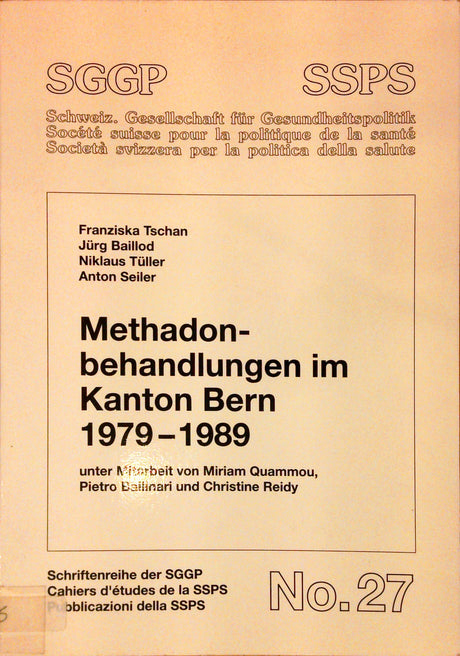 SGGP SSPS
Schweiz. Gesellschaft für Gesundheitspolitik
Socété suisse pour la politique de la santé
Società svizzera per la politica della salute
Franziska Tschan
Jürg Baillod
Niklaus Tüller
Anton Seiler
Methadon-
behandlungen im
Kanton Bern
1979–1989
unter Mitarbeit von Miriam Quammou,
Pietro Ballinari und Christine Reidy
Schriftenreihe der SGGP
Cahiers d'études de la SSPS
Pubblicazioni della SSPS
No. 27